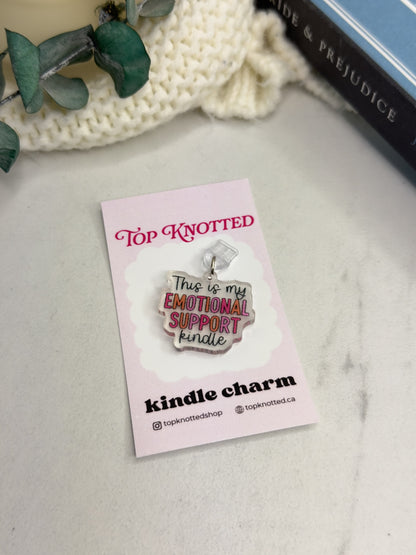 IDE & PREJUDICE
TOP KNOTTED
This is my
EMOTIONAL
SUPPORT
kindle
kindle charm
topknottedshop
topknotted.ca